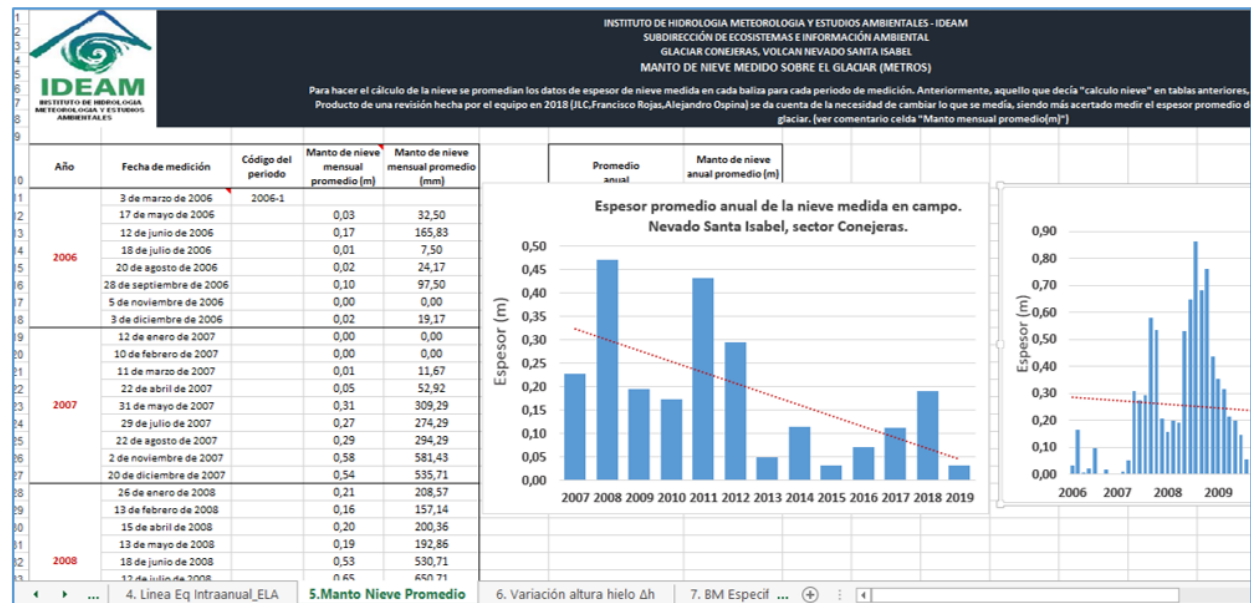 INSTITUTO DE HIDROLOGIA METEOROLOGIA Y ESTUDIOS AMBIENTALES - IDEAM
SUBDIRECCIÓN DE ECOSISTEMAS E INFORMACIÓN AMBIENTAL
GLACIAR CONEJERAS, VOLCAN NEVADO SANTA ISABEL
MANTO DE NIEVE MEDIDO SOBRE EL GLACIAR (METROS)
IDEAM
INSTITUTO DE HIDROLOGIA
METEOROLOGIA Y ESTUDIOS
AMBIENTALES
Para hacer el cálculo de la nieve se promedian los datos de espesor de nieve medida en cada baliza para cada periodo de medición. Anteriormente, aquello que decía "calculo nieve" en tablas anteriores,
Producto de una revisión hecha por el equipo en 2018 (JLC,Francisco Rojas,Alejandro Ospina) se da cuenta de la necesidad de cambiar lo que se medía, siendo más acertado medir el espesor promedio
glaciar. (ver comentario celda "Manto mensual promedio(m)")
Año Fecha de medición Código del periodo Manto de nieve mensual promedio (m) Manto de nieve mensual promedio (mm)
2006
3 de marzo de 2006 2006-1
17 de mayo de 2006 0,03 32,50
12 de junio de 2006 0,17 165,83
18 de julio de 2006 0,01 7,50
20 de agosto de 2006 0,02 24,17
28 de septiembre de 2006 0,10 97,50
5 de noviembre de 2006 0,00 0,00
3 de diciembre de 2006 0,02 19,17
2007
12 de enero de 2007 0,00 0,00
10 de febrero de 2007 0,00 0,00
11 de marzo de 2007 0,01 11,67
22 de abril de 2007 0,05 52,92
31 de mayo de 2007 0,31 309,29
29 de julio de 2007 0,27 274,29
22 de agosto de 2007 0,29 294,29
2 de noviembre de 2007 0,58 581,43
20 de diciembre de 2007 0,54 535,71
2008
26 de enero de 2008 0,21 208,57
13 de febrero de 2008 0,16 157,14
15 de abril de 2008 0,20 200,36
13 de mayo de 2008 0,19 192,86
18 de junio de 2008 0,53 530,71
12 de julio de 2008 0,65 650,71
Promedio anual
Manto de nieve anual promedio (m)
Espesor promedio anual de la nieve medida en campo.
Nevado Santa Isabel, sector Conejeras.
Espesor (m)
0,50
0,45
0,40
0,35
0,30
0,25
0,20
0,15
0,10
0,05
0,00
2007 2008 2009 2010 2011 2012 2013 2014 2015 2016 2017 2018 2019
Espesor (m)
0,90
0,80
0,70
0,60
0,50
0,40
0,30
0,20
0,10
0,00
2006 2007 2008 2009
... 4. Linea Eq Intraanual_ELA 5.Manto Nieve Promedio 6. Variación altura hielo Δh 7. BM Especif ...